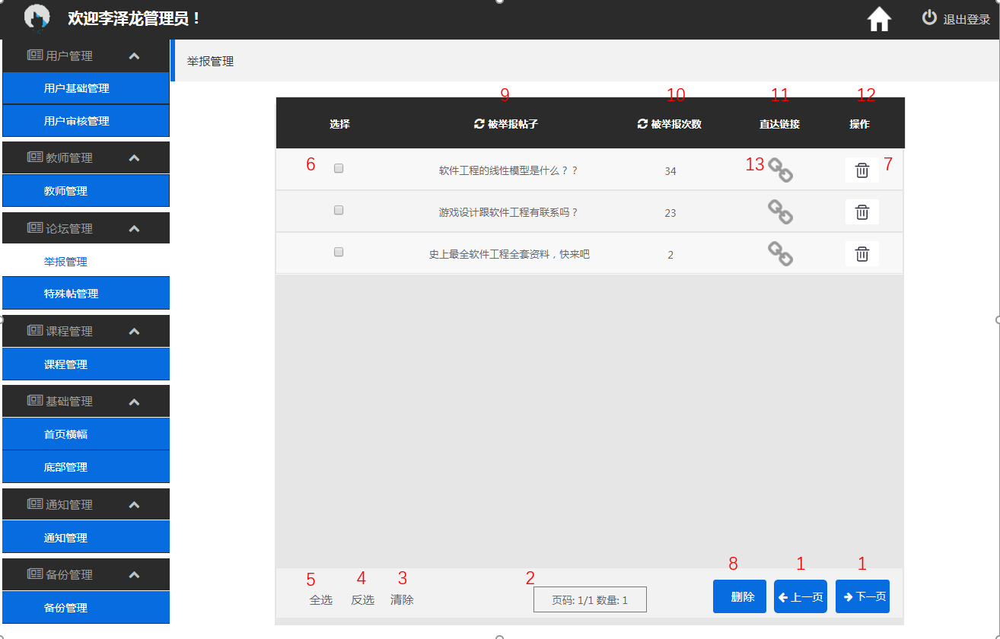 欢迎李泽龙管理员！
退出登录
用户管理
用户基础管理
用户审核管理
教师管理
教师管理
论坛管理
举报管理
特殊帖管理
课程管理
课程管理
基础管理
首页横幅
底部管理
通知管理
通知管理
备份管理
备份管理
举报管理
9 10 11 12
选择 被举报帖子 被举报次数 直达链接 操作
6 软件工程的线性模型是什么？？ 34 13 7
游戏设计跟软件工程有联系吗？ 23
史上最全软件工程全套资料，快来吧 2
5 4 3 2 8 1 1
全选 反选 清除 页码: 1/1 数量: 1 删除 上一页 下一页